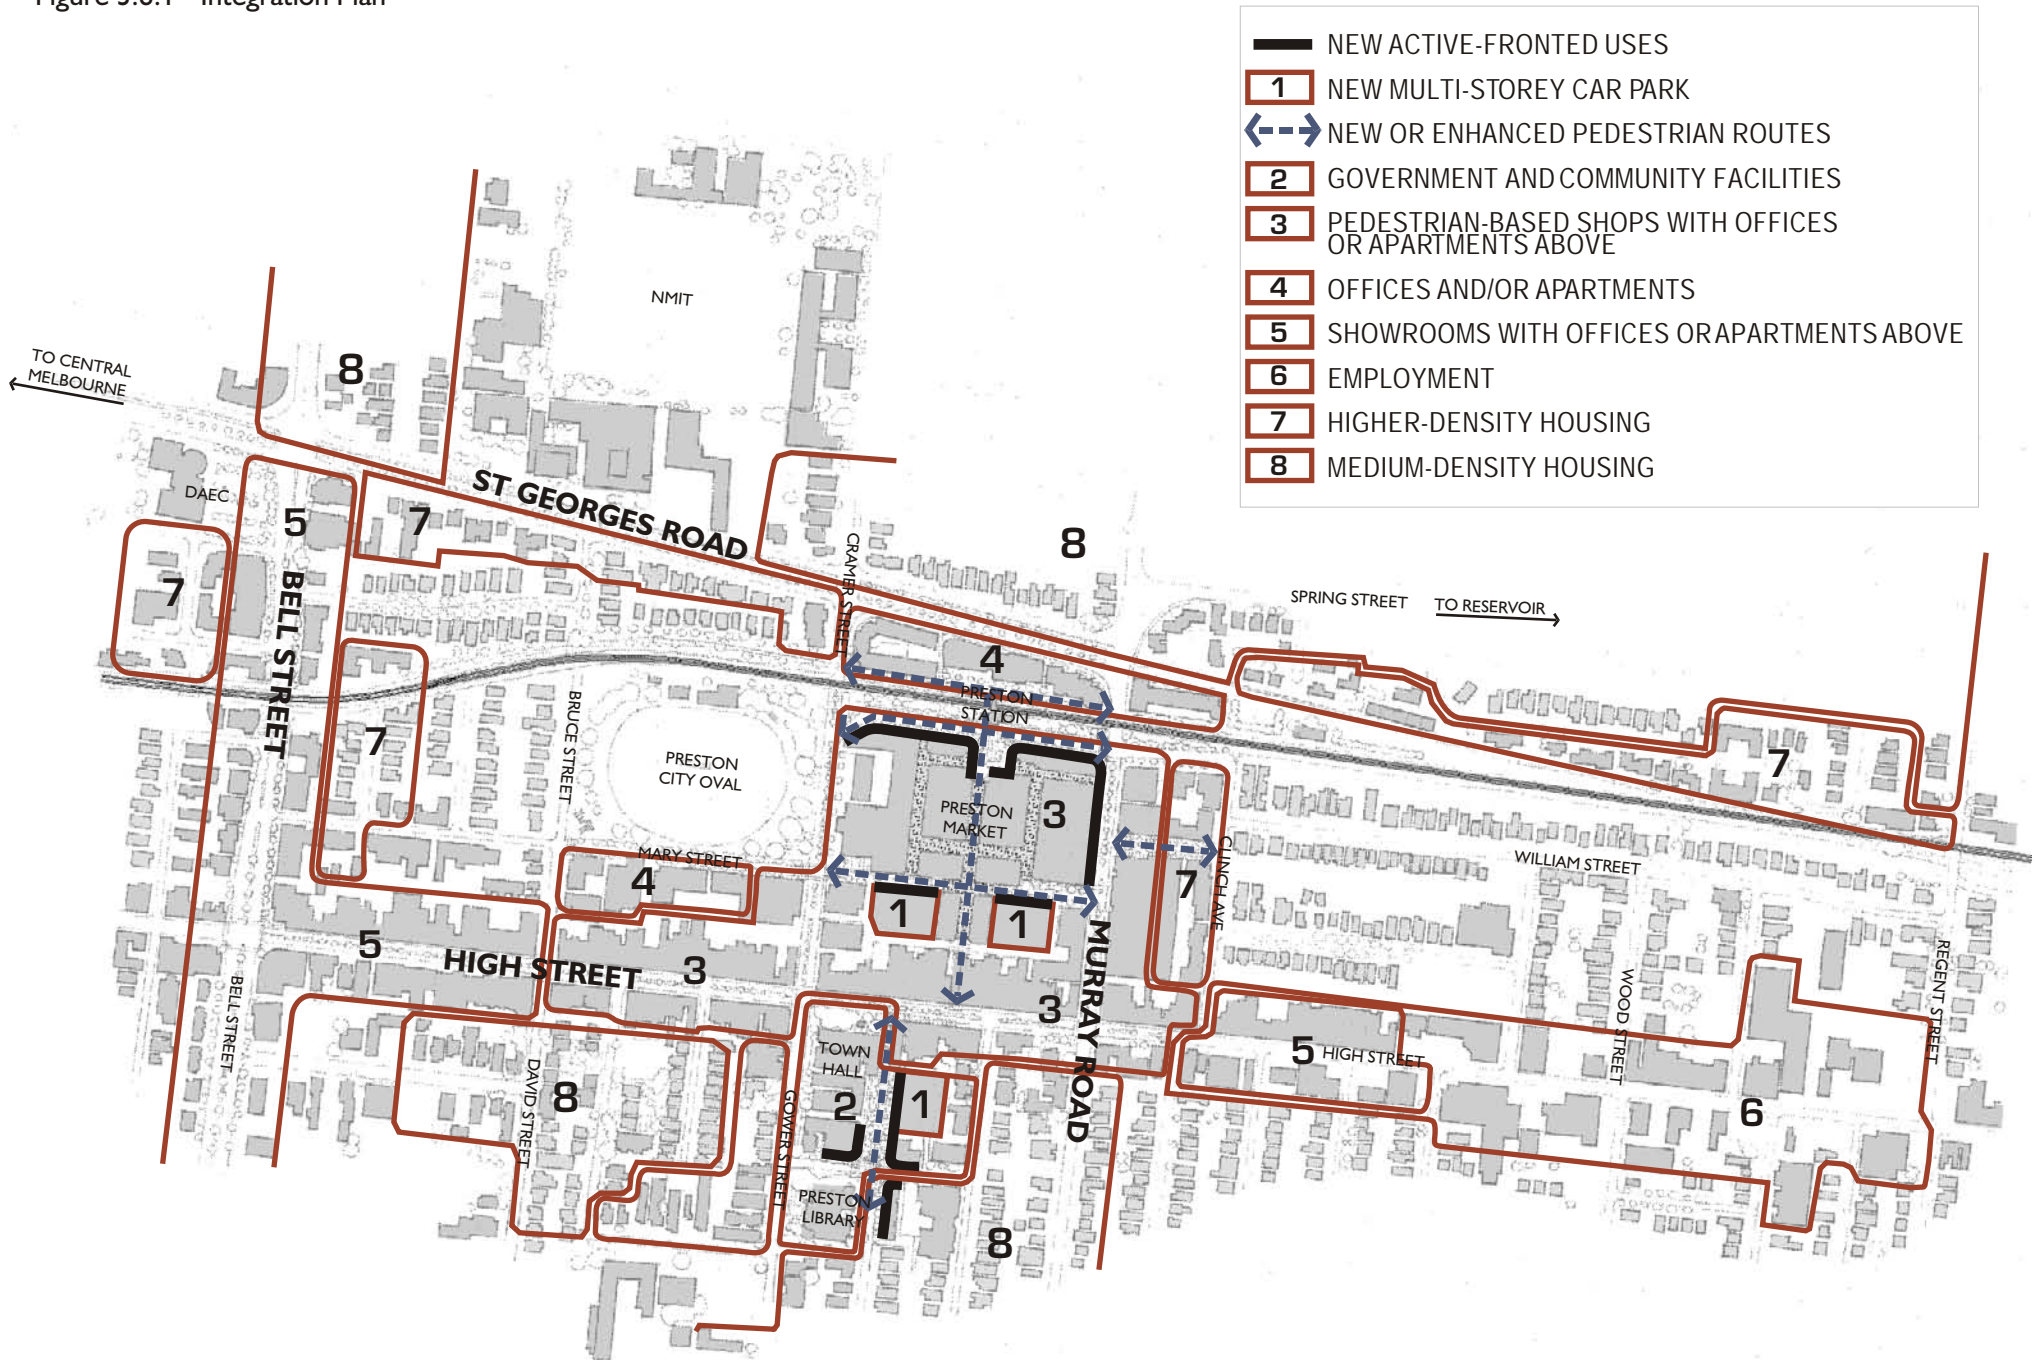 Figure 5.6.1 Integration Plan
NEW ACTIVE-FRONTED USES
1 NEW MULTI-STOREY CAR PARK
NEW OR ENHANCED PEDESTRIAN ROUTES
2 GOVERNMENT AND COMMUNITY FACILITIES
3 PEDESTRIAN-BASED SHOPS WITH OFFICES
OR APARTMENTS ABOVE
4 OFFICES AND/OR APARTMENTS
5 SHOWROOMS WITH OFFICES OR APARTMENTS ABOVE
6 EMPLOYMENT
7 HIGHER-DENSITY HOUSING
8 MEDIUM-DENSITY HOUSING
NMIT
TO CENTRAL
MELBOURNE
8
DAEC
5
7
ST GEORGES ROAD
8
7
BELL STREET
CRAMER STREET
SPRING STREET
TO RESERVOIR
4
PRESTON
STATION
7
BRUCE STREET
PRESTON
CITY OVAL
PRESTON
MARKET
3
7
MARY STREET
4
CLINCH AVE
WILLIAM STREET
7
1
1
5
HIGH STREET
3
MURRAY ROAD
3
BELL STREET
WOOD STREET
REGENT STREET
TOWN
HALL
5
HIGH STREET
DAVID STREET
8
GOWER STREET
2
1
6
PRESTON
LIBRARY
8